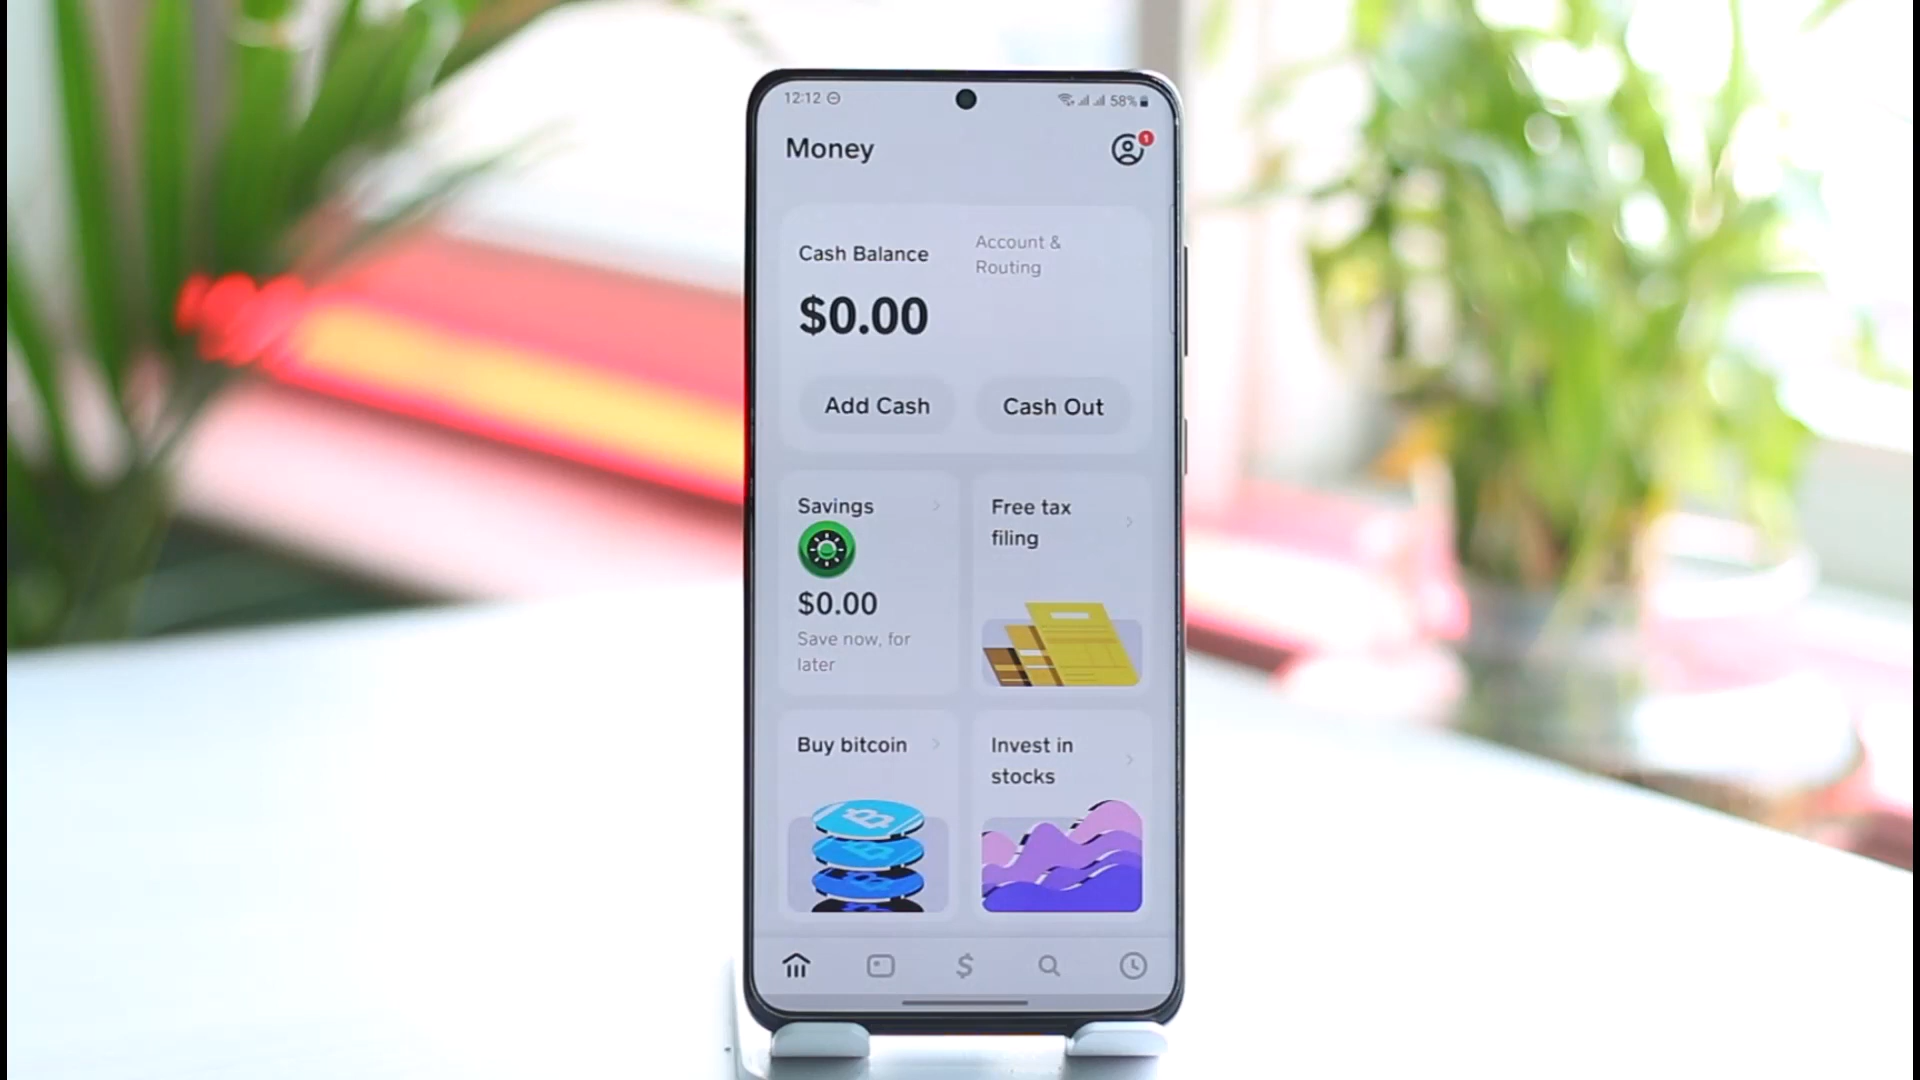 12:12
58%
Money
1
Cash Balance
Account &
Routing
$0.00
Add Cash
Cash Out
Savings
$0.00
Save now, for
later
Free tax
filing
Buy bitcoin
Invest in
stocks